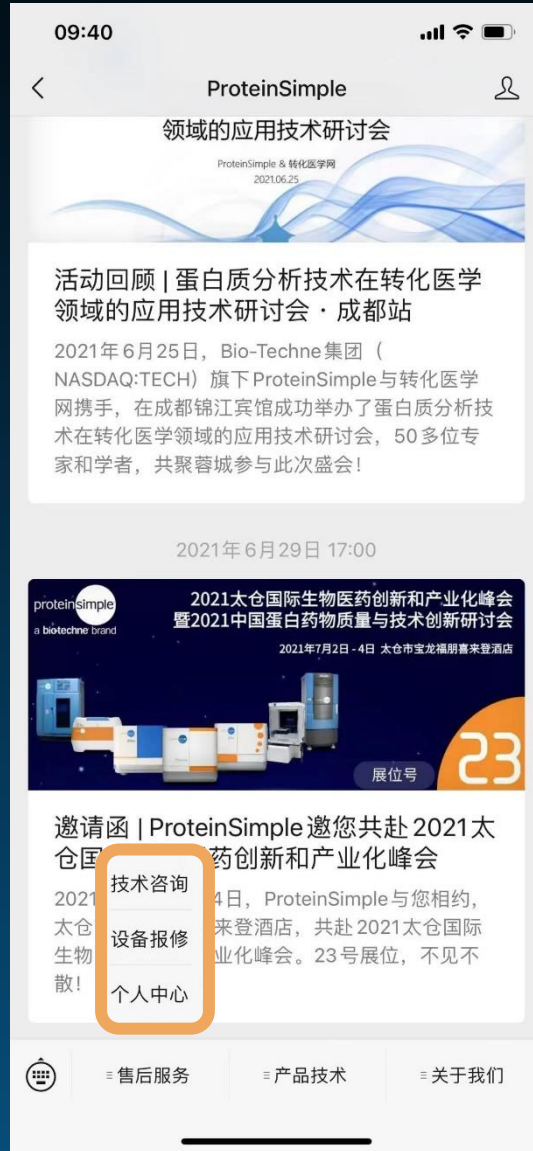 09:40
ProteinSimple
领域的应用技术研讨会
ProteinSimple & 转化医学网
2021.06.25
活动回顾 | 蛋白质分析技术在转化医学
领域的应用技术研讨会·成都站
2021年6月25日，Bio-Techne集团（
NASDAQ:TECH）旗下ProteinSimple与转化医学
网携手，在成都锦江宾馆成功举办了蛋白质分析技
术在转化医学领域的应用技术研讨会，50多位专
家和学者，共聚蓉城参与此次盛会！
2021年6月29日 17:00
proteinsimple
a biotechne brand
2021太仓国际生物医药创新和产业化峰会
暨2021中国蛋白药物质量与技术创新研讨会
2021年7月2日-4日 太仓市宝龙福朋喜来登酒店
展位号
23
邀请函 | ProteinSimple邀您共赴2021太
仓国 药创新和产业化峰会
2021 4日，ProteinSimple与您相约，
太仓 来登酒店，共赴2021太仓国际
生物 业化峰会。23号展位，不见不
散！
技术咨询
设备报修
个人中心
售后服务
产品技术
关于我们